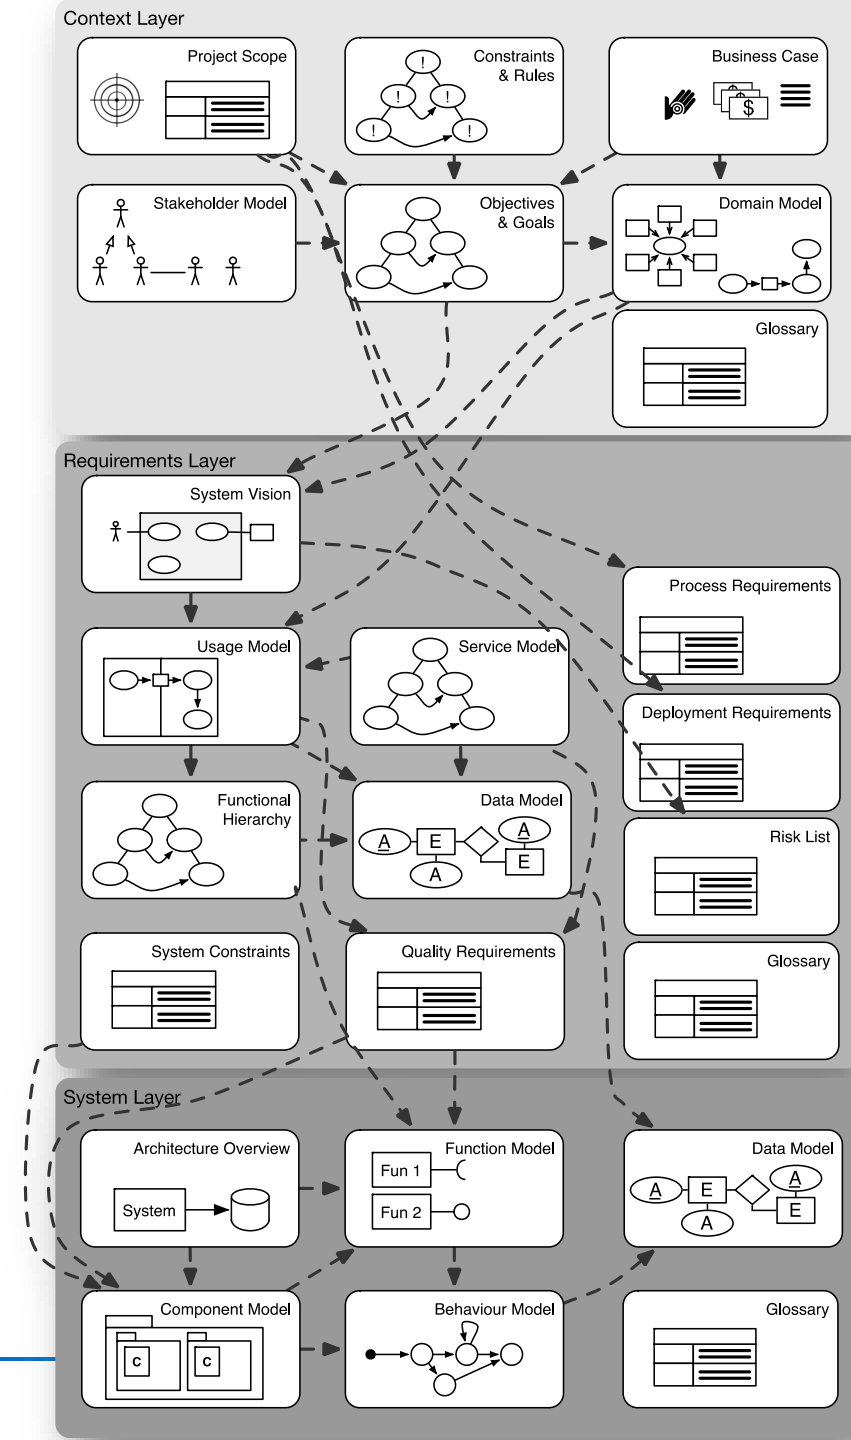 Context Layer
Project Scope
Constraints
& Rules
!
!
!
!
!
Business Case
$
Stakeholder Model
Objectives
& Goals
Domain Model
Glossary
Requirements Layer
System Vision
Process Requirements
Usage Model
Service Model
Deployment Requirements
Functional
Hierarchy
Data Model
A
E
A
A
E
Risk List
System Constraints
Quality Requirements
Glossary
System Layer
Architecture Overview
System
Function Model
Fun 1
Fun 2
Data Model
A
E
A
A
E
Component Model
C
C
Behaviour Model
Glossary